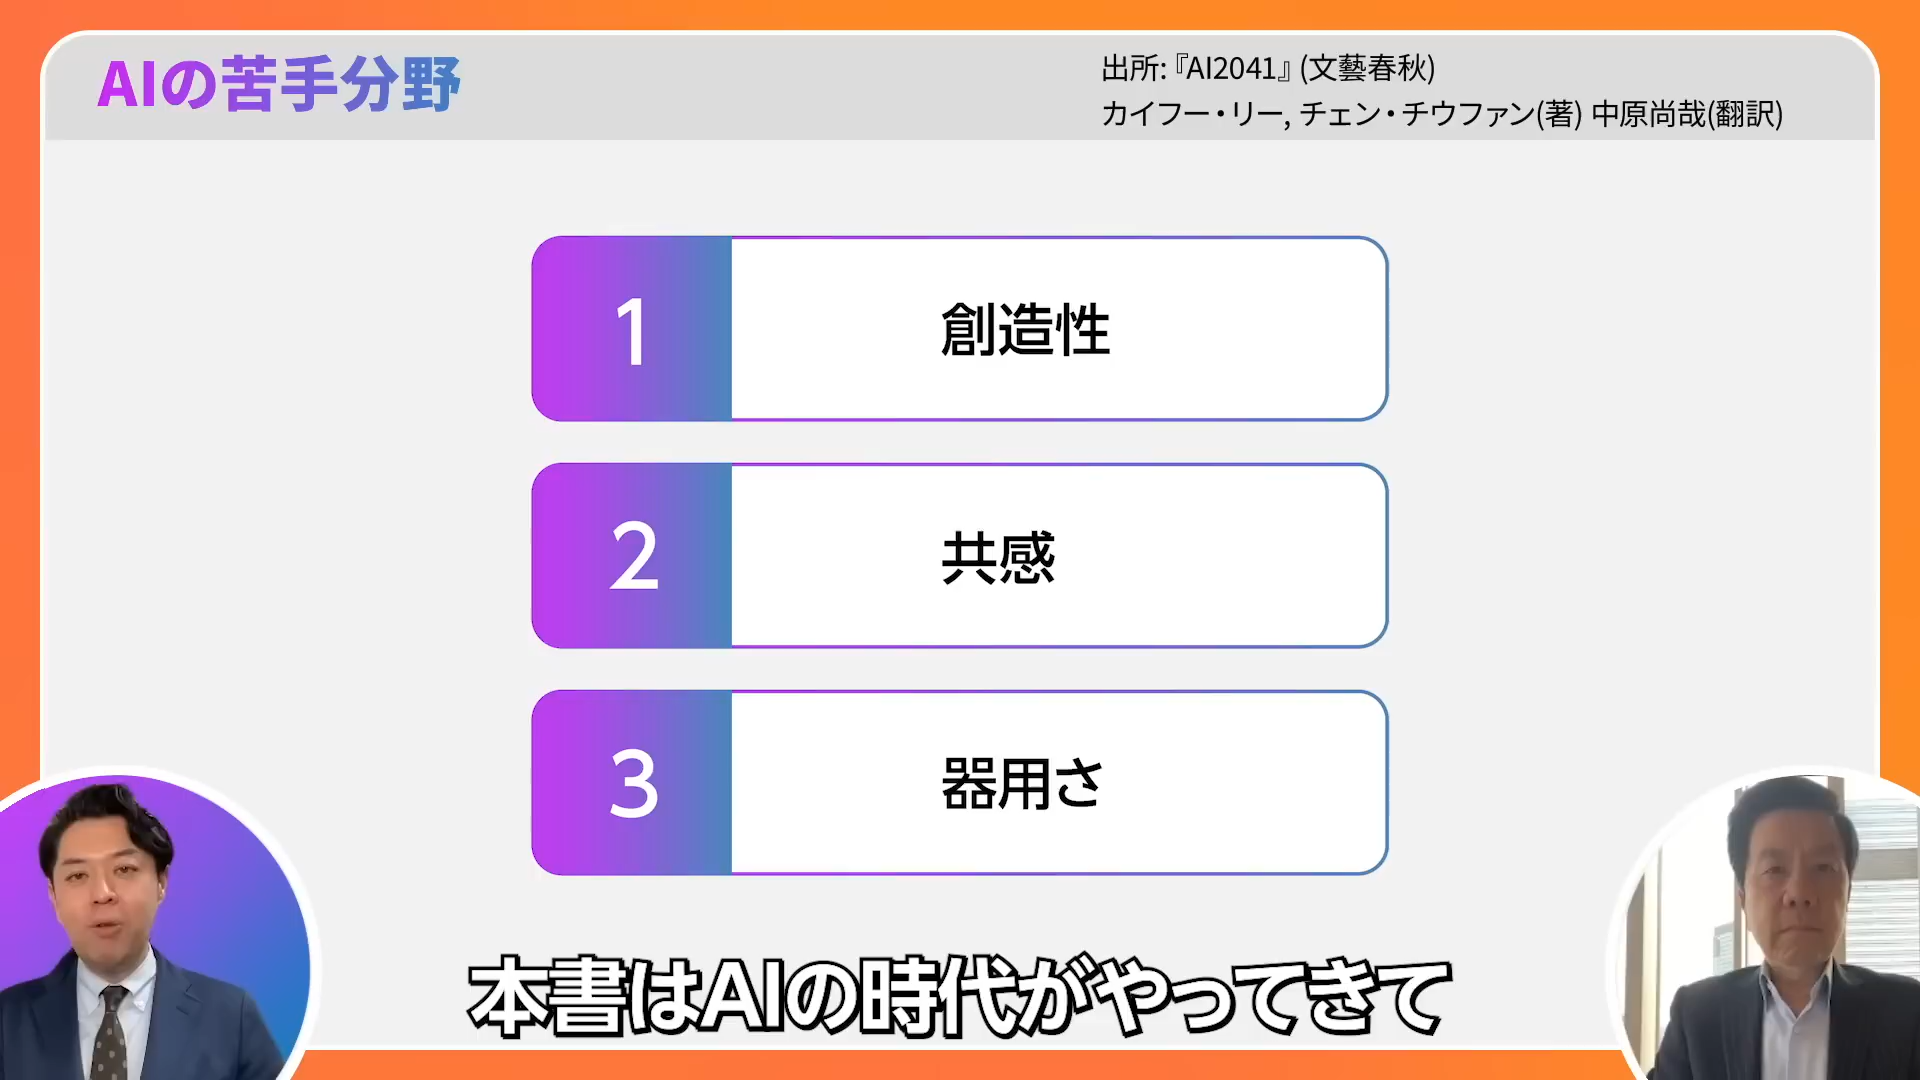 AIの苦手分野
出所:『AI2041』(文藝春秋)
カイフー・リー, チェン・チウファン(著) 中原尚哉(翻訳)
1
創造性
2
共感
3
器用さ
本書はAIの時代がやってきて